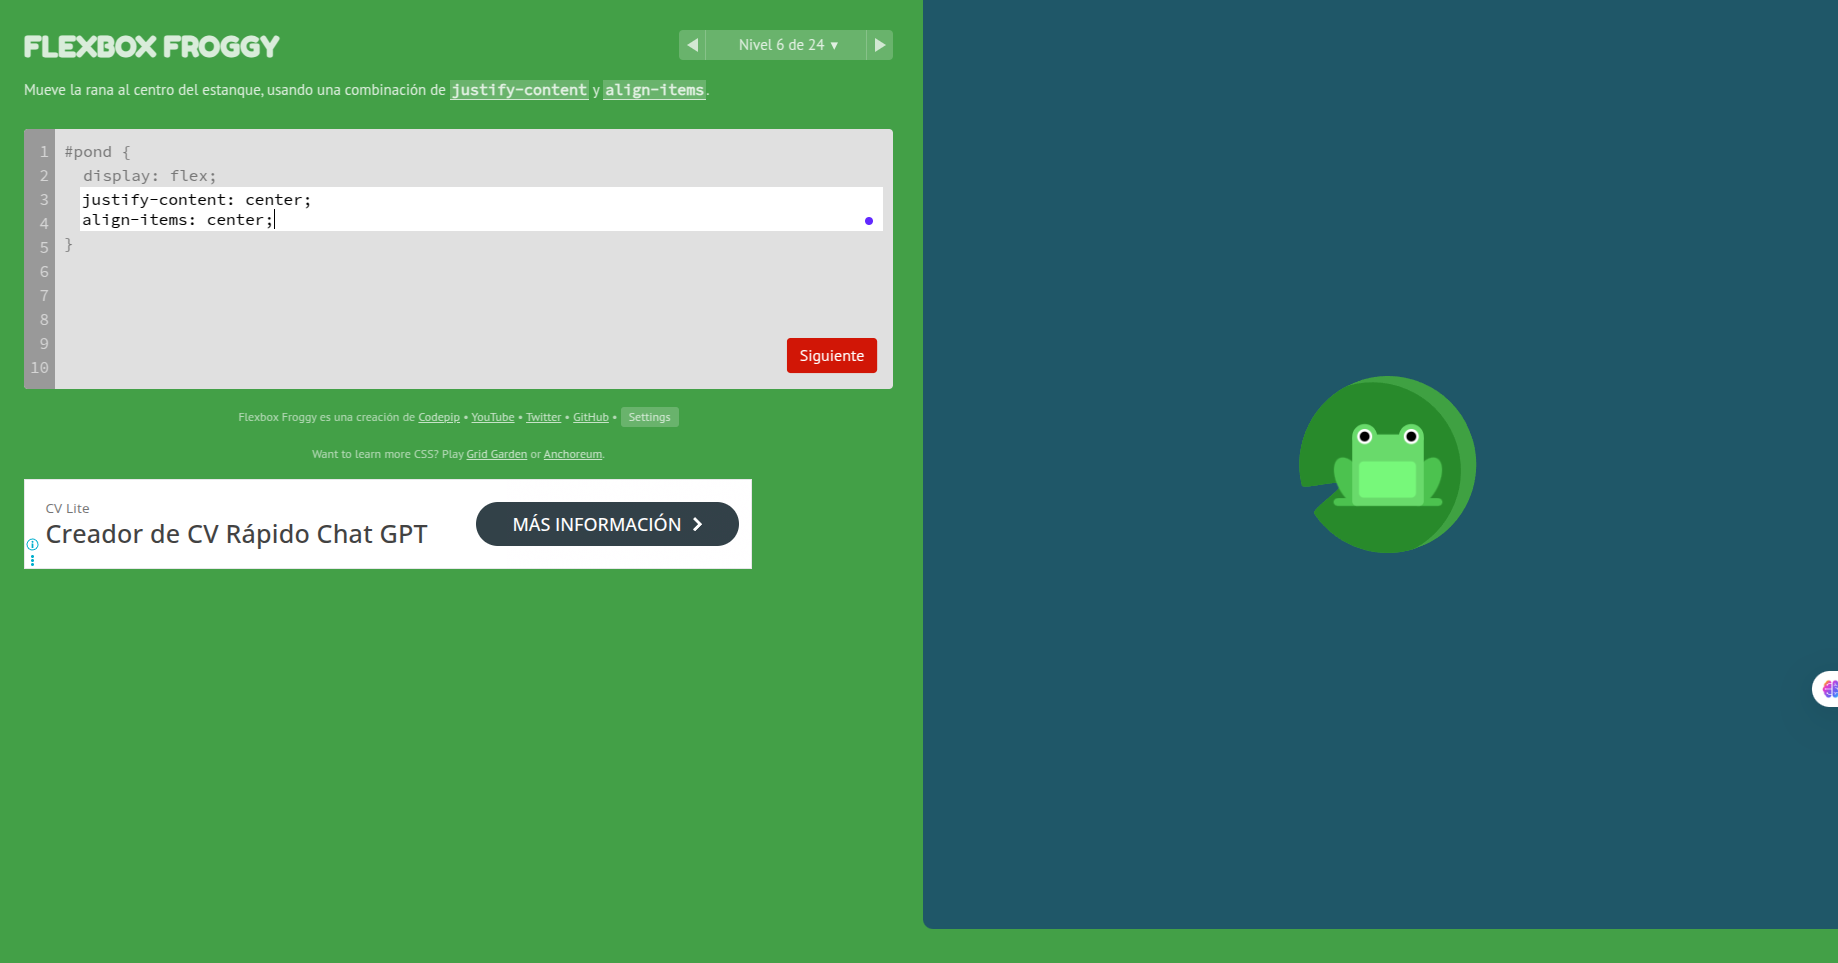 FLEXBOX FROGGY
◀ Nivel 6 de 24 ▼ ▶
Mueve la rana al centro del estanque, usando una combinación de justify-content y align-items.
1 #pond {
2 display: flex;
3 justify-content: center;
4 align-items: center;
5 }
6
7
8
9
10
Siguiente
Flexbox Froggy es una creación de Codepip • YouTube • Twitter • GitHub • Settings
Want to learn more CSS? Play Grid Garden or Anchoreum.
CV Lite
Creador de CV Rápido Chat GPT
MÁS INFORMACIÓN